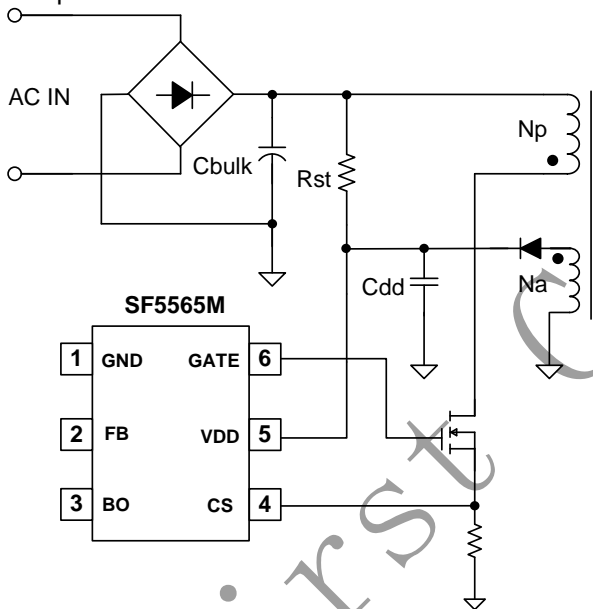 AC IN
Cbulk
Rst
Np
Cdd
Na
SF5565M
1 GND GATE 6
2 FB VDD 5
3 BO CS 4